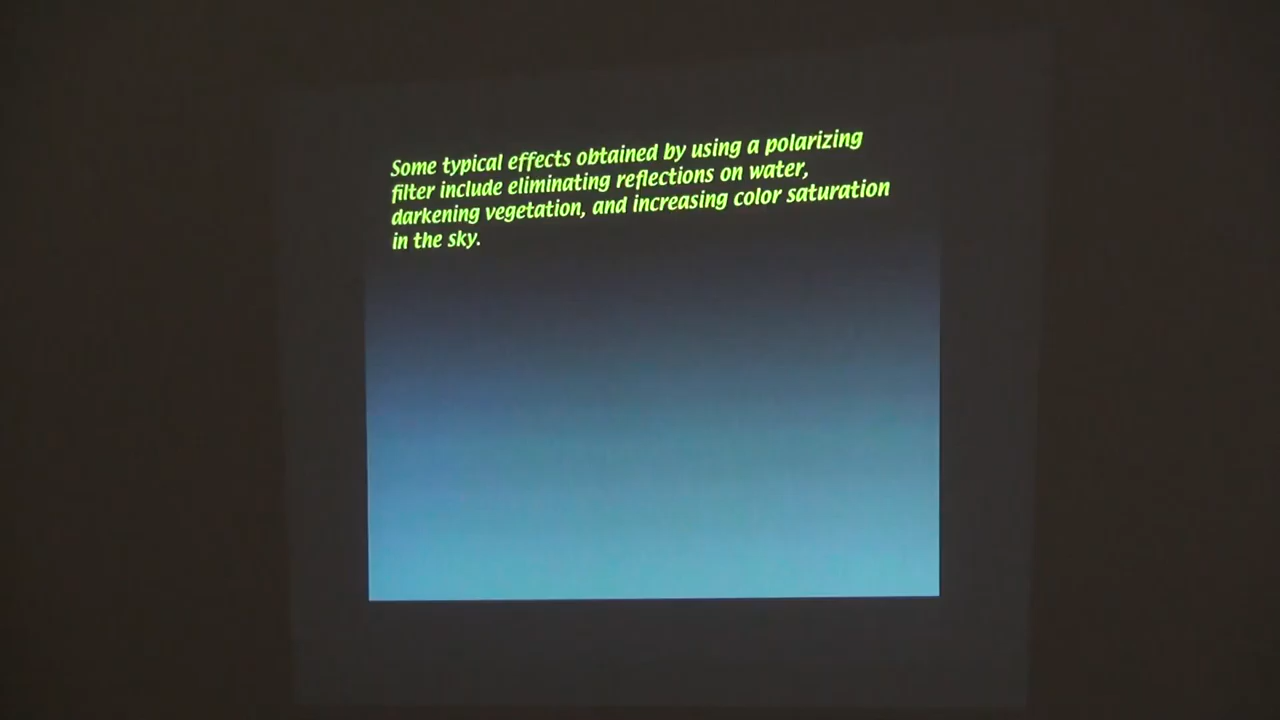 Some typical effects obtained by using a polarizing
filter include eliminating reflections on water,
darkening vegetation, and increasing color saturation
in the sky.